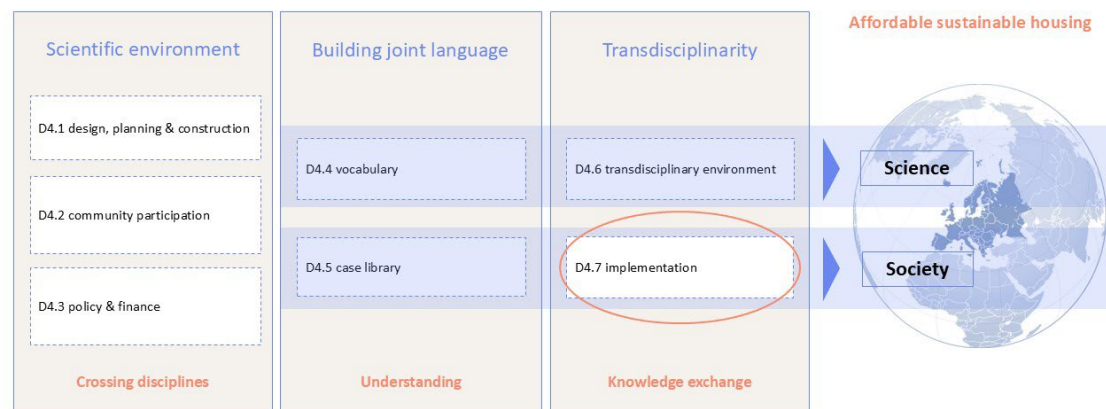 Affordable sustainable housing
Scientific environment
D4.1 design, planning & construction
D4.2 community participation
D4.3 policy & finance
Crossing disciplines
Building joint language
D4.4 vocabulary
D4.5 case library
Understanding
Transdisciplinarity
D4.6 transdisciplinary environment
D4.7 implementation
Knowledge exchange
Science
Society